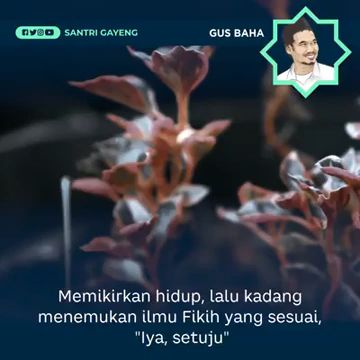 SANTRI GAYENG
GUS BAHA
Memikirkan hidup, lalu kadang
menemukan ilmu Fikih yang sesuai,
"Iya, setuju"